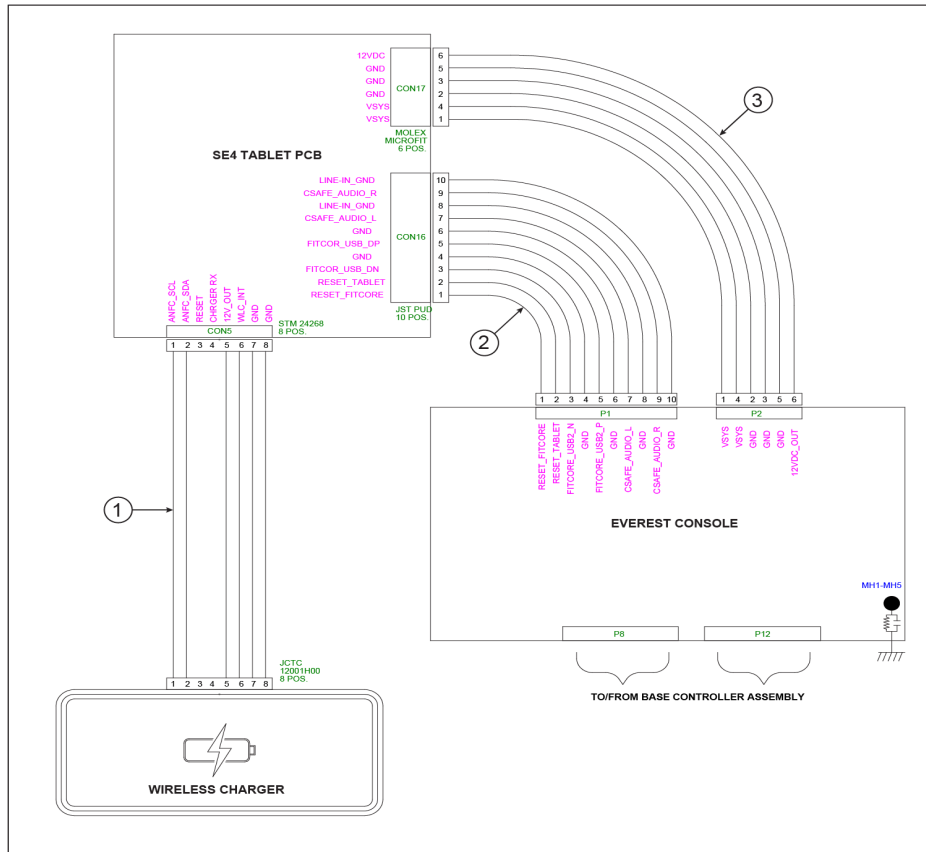 12VDC 6
GND 5
GND 3
GND 2
VSYS 4
VSYS 1
CON17
MOLEX
MICROFIT
6 POS.
3
SE4 TABLET PCB
LINE-IN_GND 10
CSAFE_AUDIO_R 9
LINE-IN_GND 8
CSAFE_AUDIO_L 7
GND 6
FITCOR_USB_DP 5
GND 4
FITCOR_USB_DN 3
RESET_TABLET 2
RESET_FITCORE 1
CON16
JST PUD
10 POS.
2
ANFC_SCL
ANFC_SDA
RESET
CHRGER RX
12V_OUT
WLC_INT
GND
GND
CON5
STM 24268
8 POS.
1 2 3 4 5 6 7 8
1 2 3 4 5 6 7 8 9 10
P1
1 4 2 3 5 6
P2
RESET_FITCORE
RESET_TABLET
FITCORE_USB2_N
GND
FITCORE_USB2_P
GND
CSAFE_AUDIO_L
GND
CSAFE_AUDIO_R
GND
VSYS
VSYS
GND
GND
GND
12VDC_OUT
1
EVEREST CONSOLE
MH1-MH5
P8
P12
TO/FROM BASE CONTROLLER ASSEMBLY
JCTC
12001H00
8 POS.
1 2 3 4 5 6 7 8
WIRELESS CHARGER